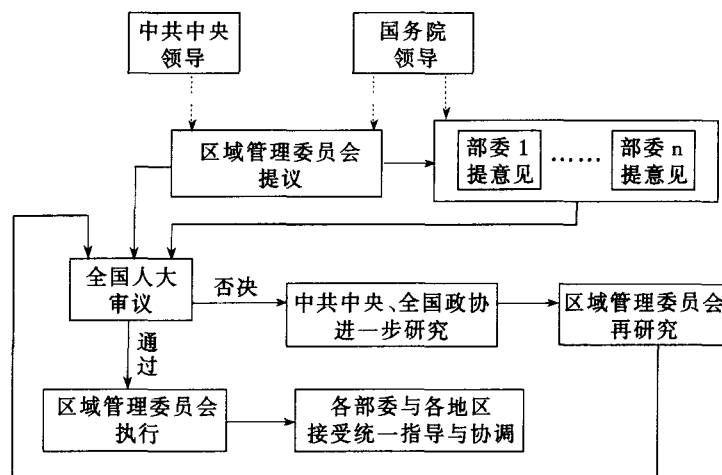 中共中央
领导
国务院
领导
区域管理委员会
提议
部委 1
提意见
……
部委 n
提意见
全国人大
审议
否决
中共中央、全国政协
进一步研究
区域管理委员会
再研究
通过
区域管理委员会
执行
各部委与各地区
接受统一指导与协调